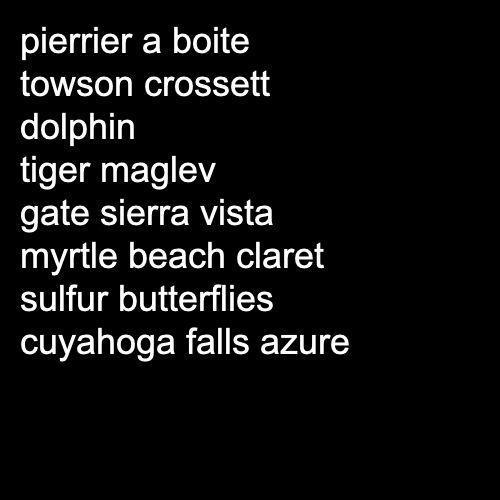 pierrier a boite
towson crossett
dolphin
tiger maglev
gate sierra vista
myrtle beach claret
sulfur butterflies
cuyahoga falls azure